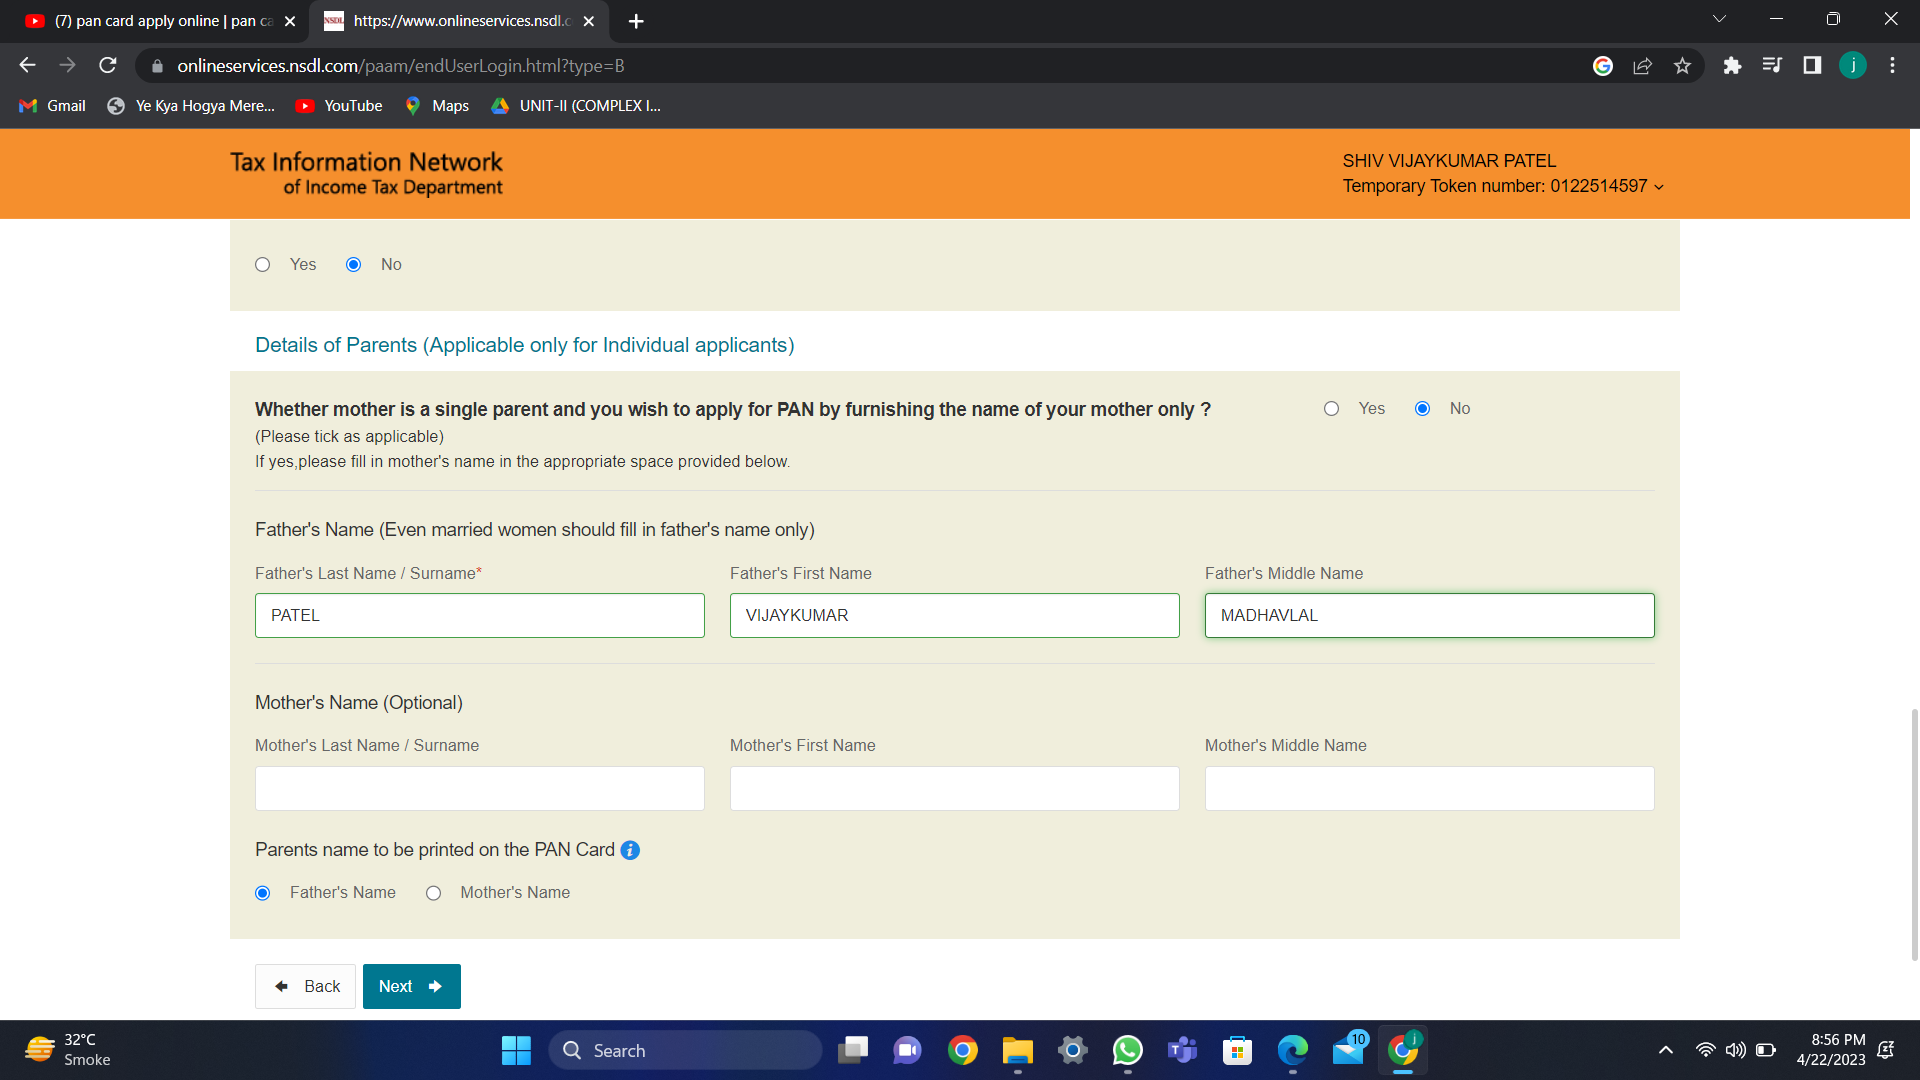 (7) pan card apply online | pan ca
https://www.onlineservices.nsdl.c
onlineservices.nsdl.com/paam/endUserLogin.html?type=B
j
Gmail
Ye Kya Hogya Mere...
YouTube
Maps
UNIT-II (COMPLEX I...
Tax Information Network
of Income Tax Department
SHIV VIJAYKUMAR PATEL
Temporary Token number: 0122514597
Yes No
Details of Parents (Applicable only for Individual applicants)
Whether mother is a single parent and you wish to apply for PAN by furnishing the name of your mother only ? Yes No
(Please tick as applicable)
If yes,please fill in mother's name in the appropriate space provided below.
Father's Name (Even married women should fill in father's name only)
Father's Last Name / Surname* Father's First Name Father's Middle Name
PATEL VIJAYKUMAR MADHAVLAL
Mother's Name (Optional)
Mother's Last Name / Surname Mother's First Name Mother's Middle Name
Parents name to be printed on the PAN Card i
Father's Name Mother's Name
Back Next
32°C
Smoke
Search
10
j
8:56 PM
4/22/2023